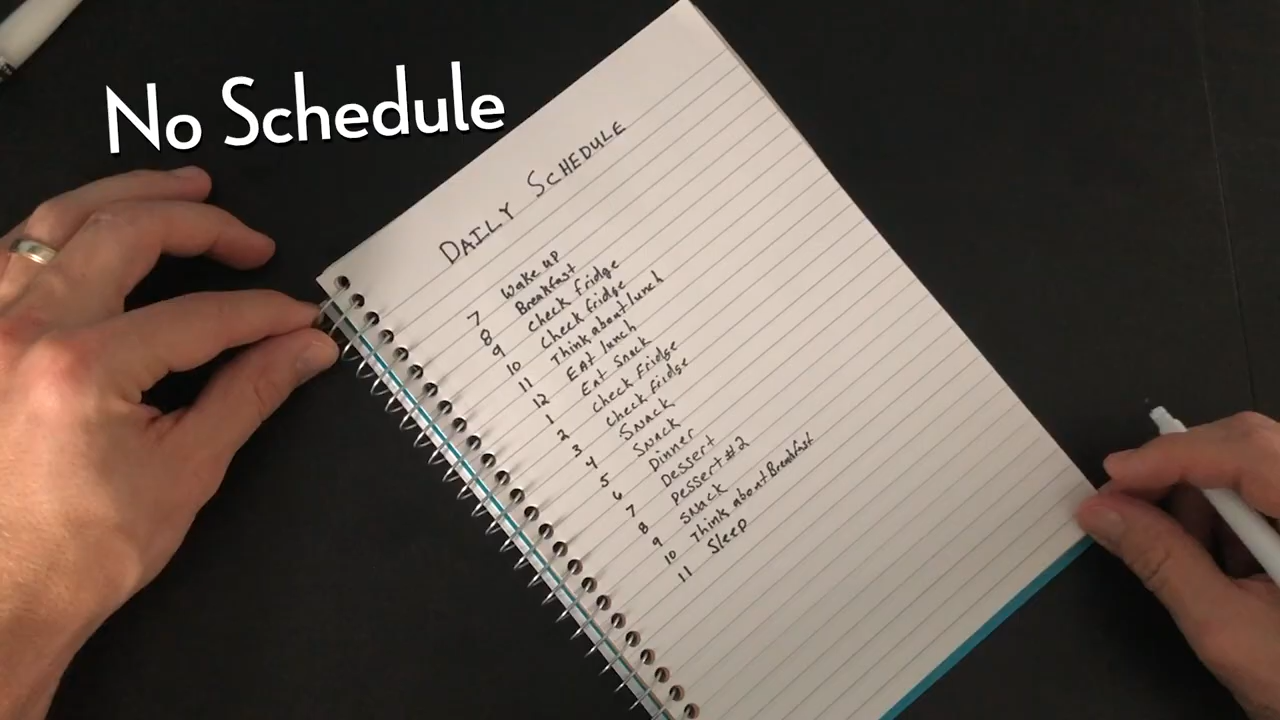 No Schedule
DAILY SCHEDULE
7 Wake up
8 Breakfast
9 check fridge
10 check fridge
11 Think about lunch
12 EAt lunch
1 Eat Snack
2 check Fridge
3 check fridge
4 Snack
5 snack
6 Dinner
7 Dessert
8 Dessert #2
9 snack
10 Think about Breakfast
11 Sleep